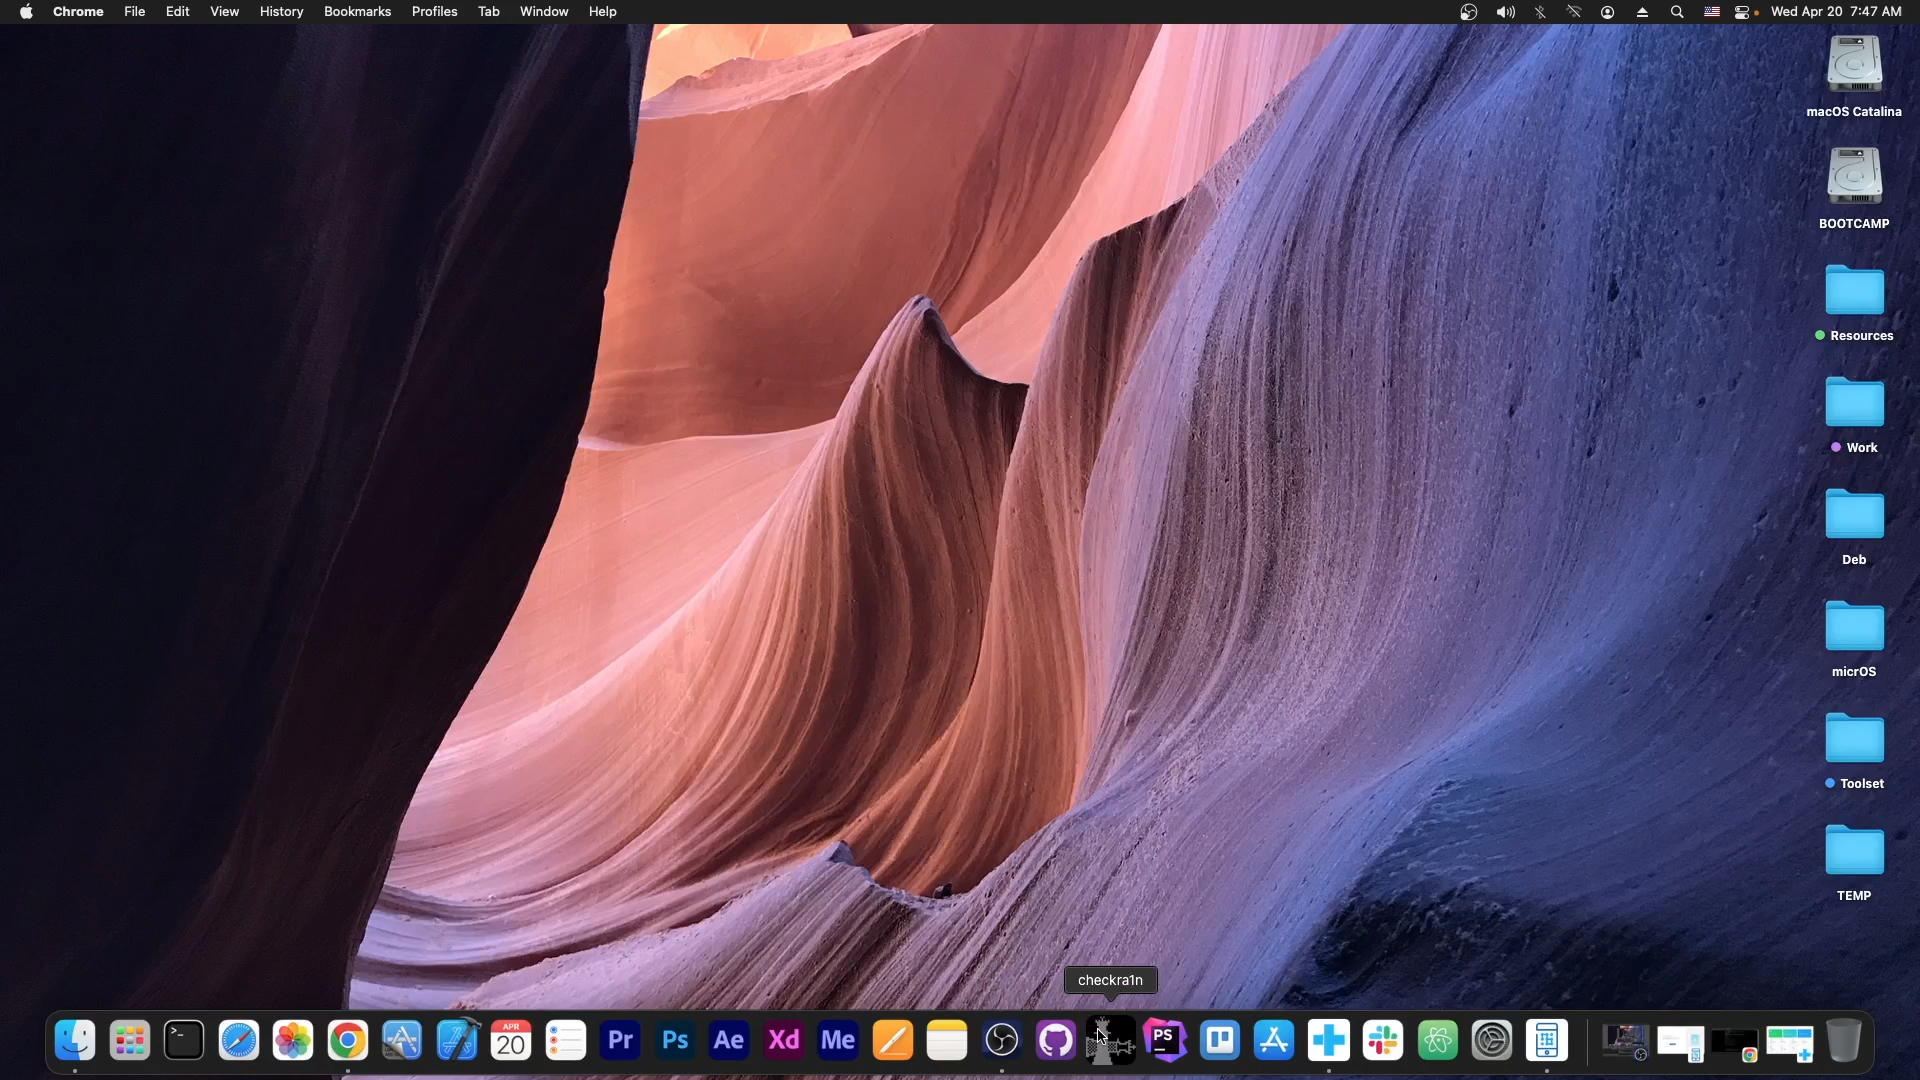 Chrome File Edit View History Bookmarks Profiles Tab Window Help Wed Apr 20 7:47 AM
macOS Catalina
BOOTCAMP
Resources
Work
Deb
micrOS
Toolset
TEMP
checkra1n
>_ APR 20 Pr Ps Ae Xd Me PS